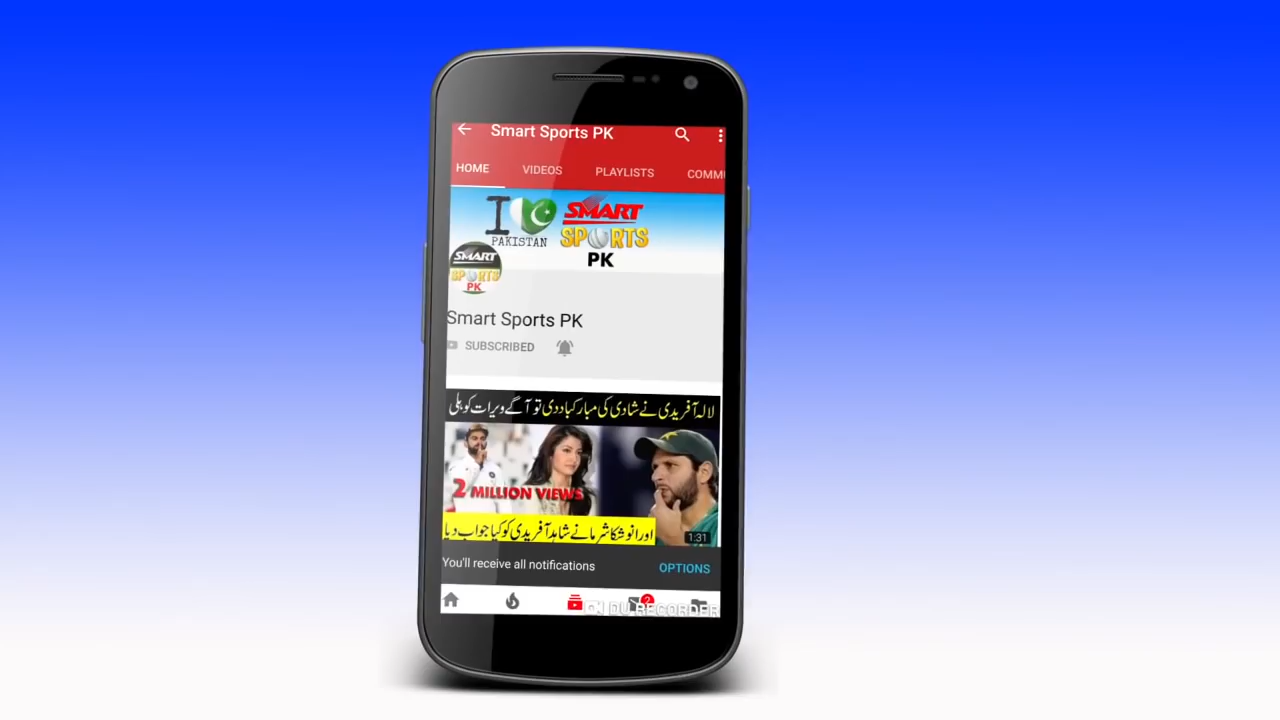 Smart Sports PK
HOME VIDEOS PLAYLISTS COMMU
I
PAKISTAN
SMART
SPORTS
PK
SMART
SPORTS
PK
Smart Sports PK
SUBSCRIBED
لالہ آفریدی نے شادی کی مبارکباد دی تو آگے ویرات کوہلی
2 MILLION VIEWS
اور انوشکا شرما نے شاہد آفریدی کو کیا جواب دیا
1:31
You'll receive all notifications OPTIONS
2
DU RECORDER